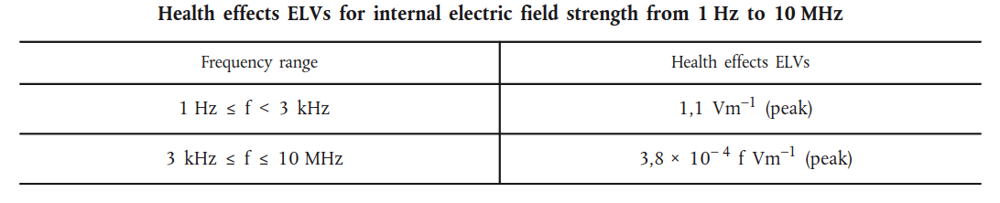 Health effects ELVs for internal electric field strength from 1 Hz to 10 MHz
Frequency range Health effects ELVs
1 Hz ≤ f < 3 kHz 1,1 Vm⁻¹ (peak)
3 kHz ≤ f ≤ 10 MHz 3,8 × 10⁻⁴ f Vm⁻¹ (peak)